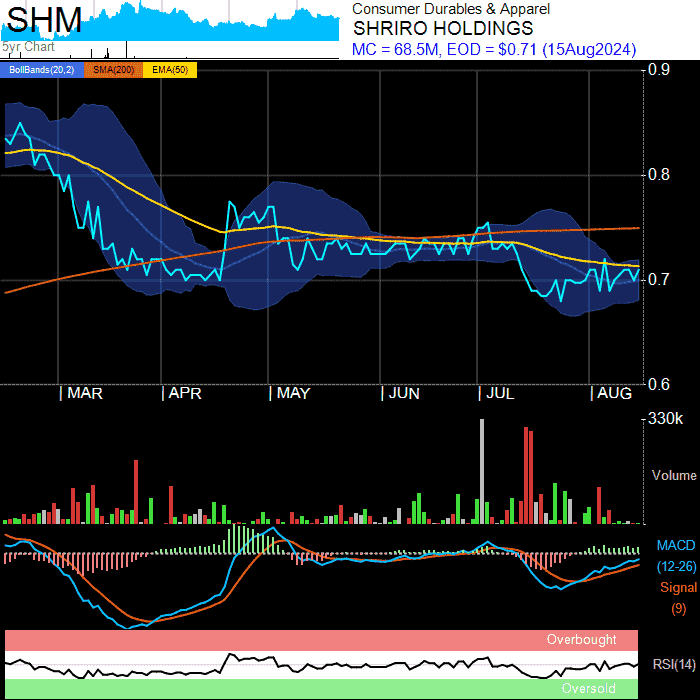 SHM
5yr Chart
Consumer Durables & Apparel
SHRIRO HOLDINGS
MC = 68.5M, EOD = $0.71 (15Aug2024)
BollBands(20,2) SMA(200) EMA(50)
0.9
0.8
0.7
0.6
MAR APR MAY JUN JUL AUG
330k
Volume
MACD
(12-26)
Signal
(9)
Overbought
RSI(14)
Oversold